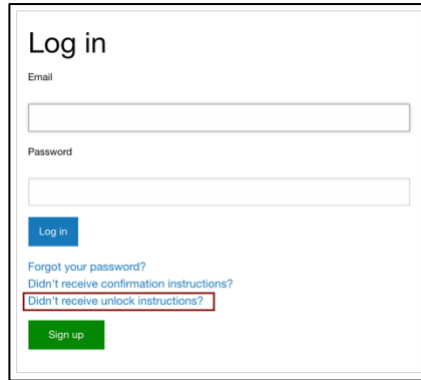 Log in
Email
Password
Log in
Forgot your password?
Didn't receive confirmation instructions?
Didn't receive unlock instructions?
Sign up